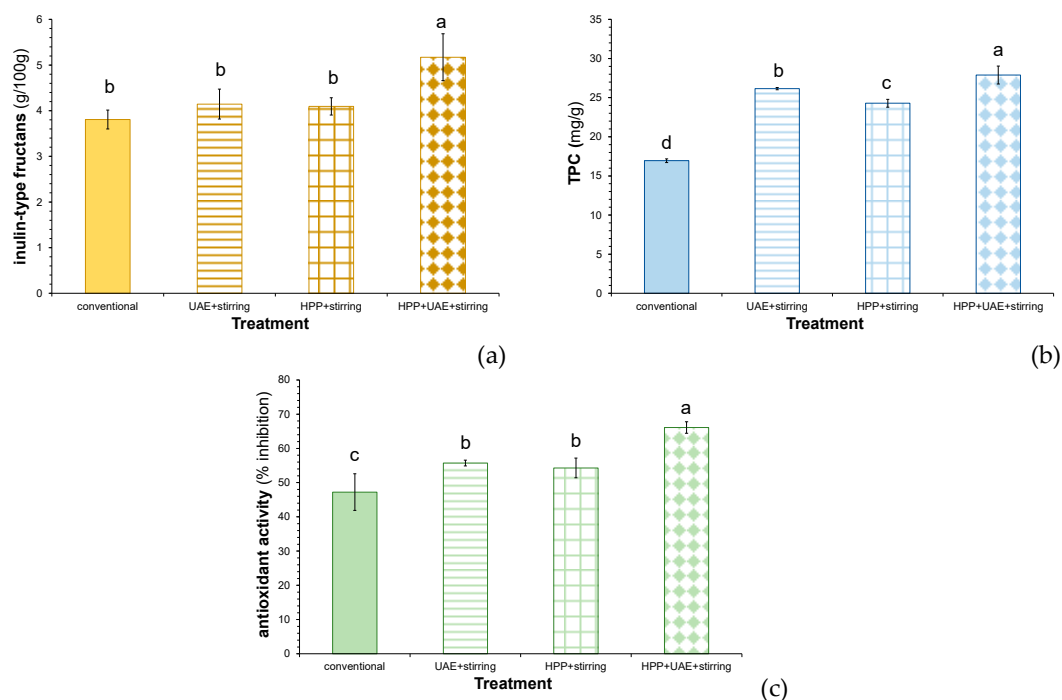 inulin-type fructans (g/100g)
6
5
4
3
2
1
0
b
b
b
a
conventional
UAE+stirring
HPP+stirring
HPP+UAE+stirring
Treatment
(a)
TPC (mg/g)
35
30
25
20
15
10
5
0
d
b
c
a
conventional
UAE+stirring
HPP+stirring
HPP+UAE+stirring
Treatment
(b)
antioxidant activity (% inhibition)
80
70
60
50
40
30
20
10
0
c
b
b
a
conventional
UAE+stirring
HPP+stirring
HPP+UAE+stirring
Treatment
(c)